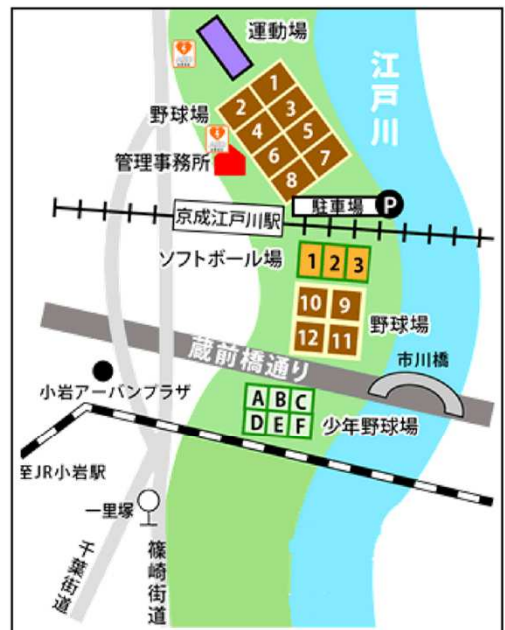 運動場
江戸川
1
2
3
野球場
4
5
6
7
管理事務所
8
駐車場
P
京成江戸川駅
ソフトボール場
1 2 3
10 9
野球場
12 11
蔵前橋通り
市川橋
小岩アーバンプラザ
A B C
D E F
少年野球場
至JR小岩駅
一里塚
千葉街道
篠崎街道